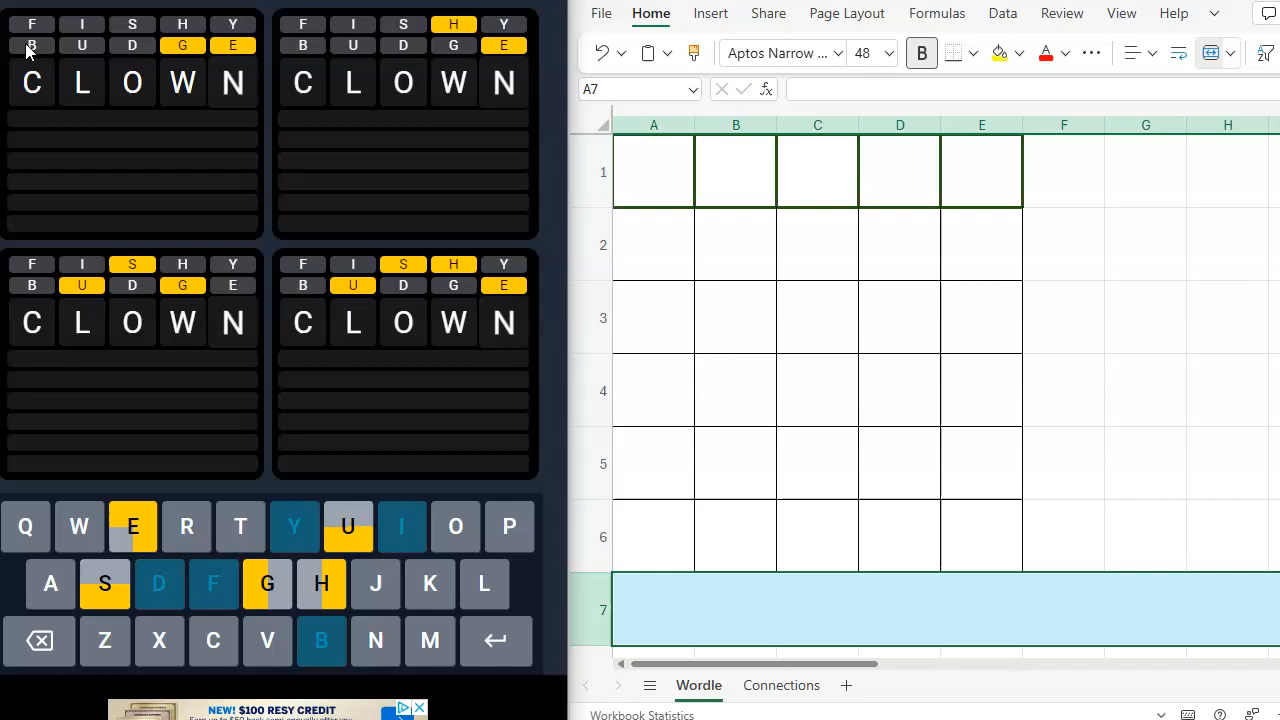 F I S H Y
B U D G E
C L O W N
F I S H Y
B U D G E
C L O W N
F I S H Y
B U D G E
C L O W N
F I S H Y
B U D G E
C L O W N
Q W E R T Y U I O P
A S D F G H J K L
Z X C V B N M
NEW! $100 RESY CREDIT
File Home Insert Share Page Layout Formulas Data Review View Help
Aptos Narrow ... 48 B A
A7 fx
A B C D E F G H
1
2
3
4
5
6
7
Wordle Connections
Workbook Statistics